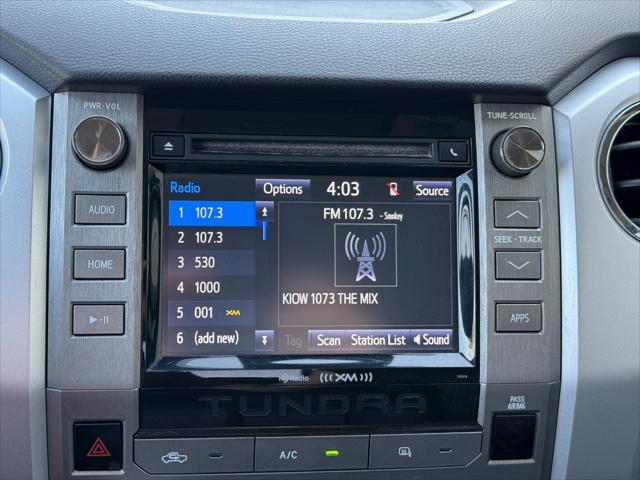 PWR•VOL
TUNE•SCROLL
Radio
Options
4:03
Source
1 107.3
FM 107.3 - Smokey
2 107.3
3 530
4 1000
5 001 XM
6 (add new)
KIOW 1073 THE MIX
Tag
Scan
Station List
Sound
AUDIO
HOME
SEEK•TRACK
APPS
HD Radio
XM
TUNDRA
PASS
AIR BAG
A/C